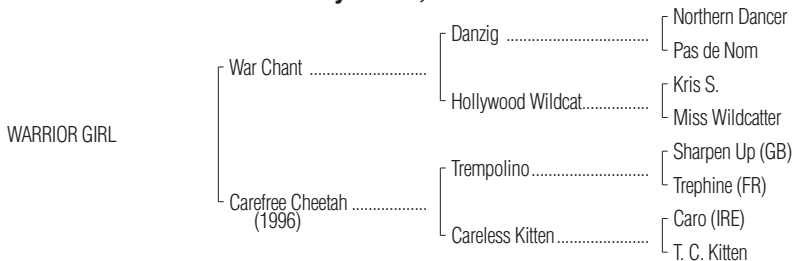 Northern Dancer
Danzig ..................................
Pas de Nom
War Chant ............................
Kris S.
Hollywood Wildcat................
Miss Wildcatter
WARRIOR GIRL
Sharpen Up (GB)
Trempolino............................
Trephine (FR)
Carefree Cheetah ..................
(1996)
Caro (IRE)
Careless Kitten......................
T. C. Kitten